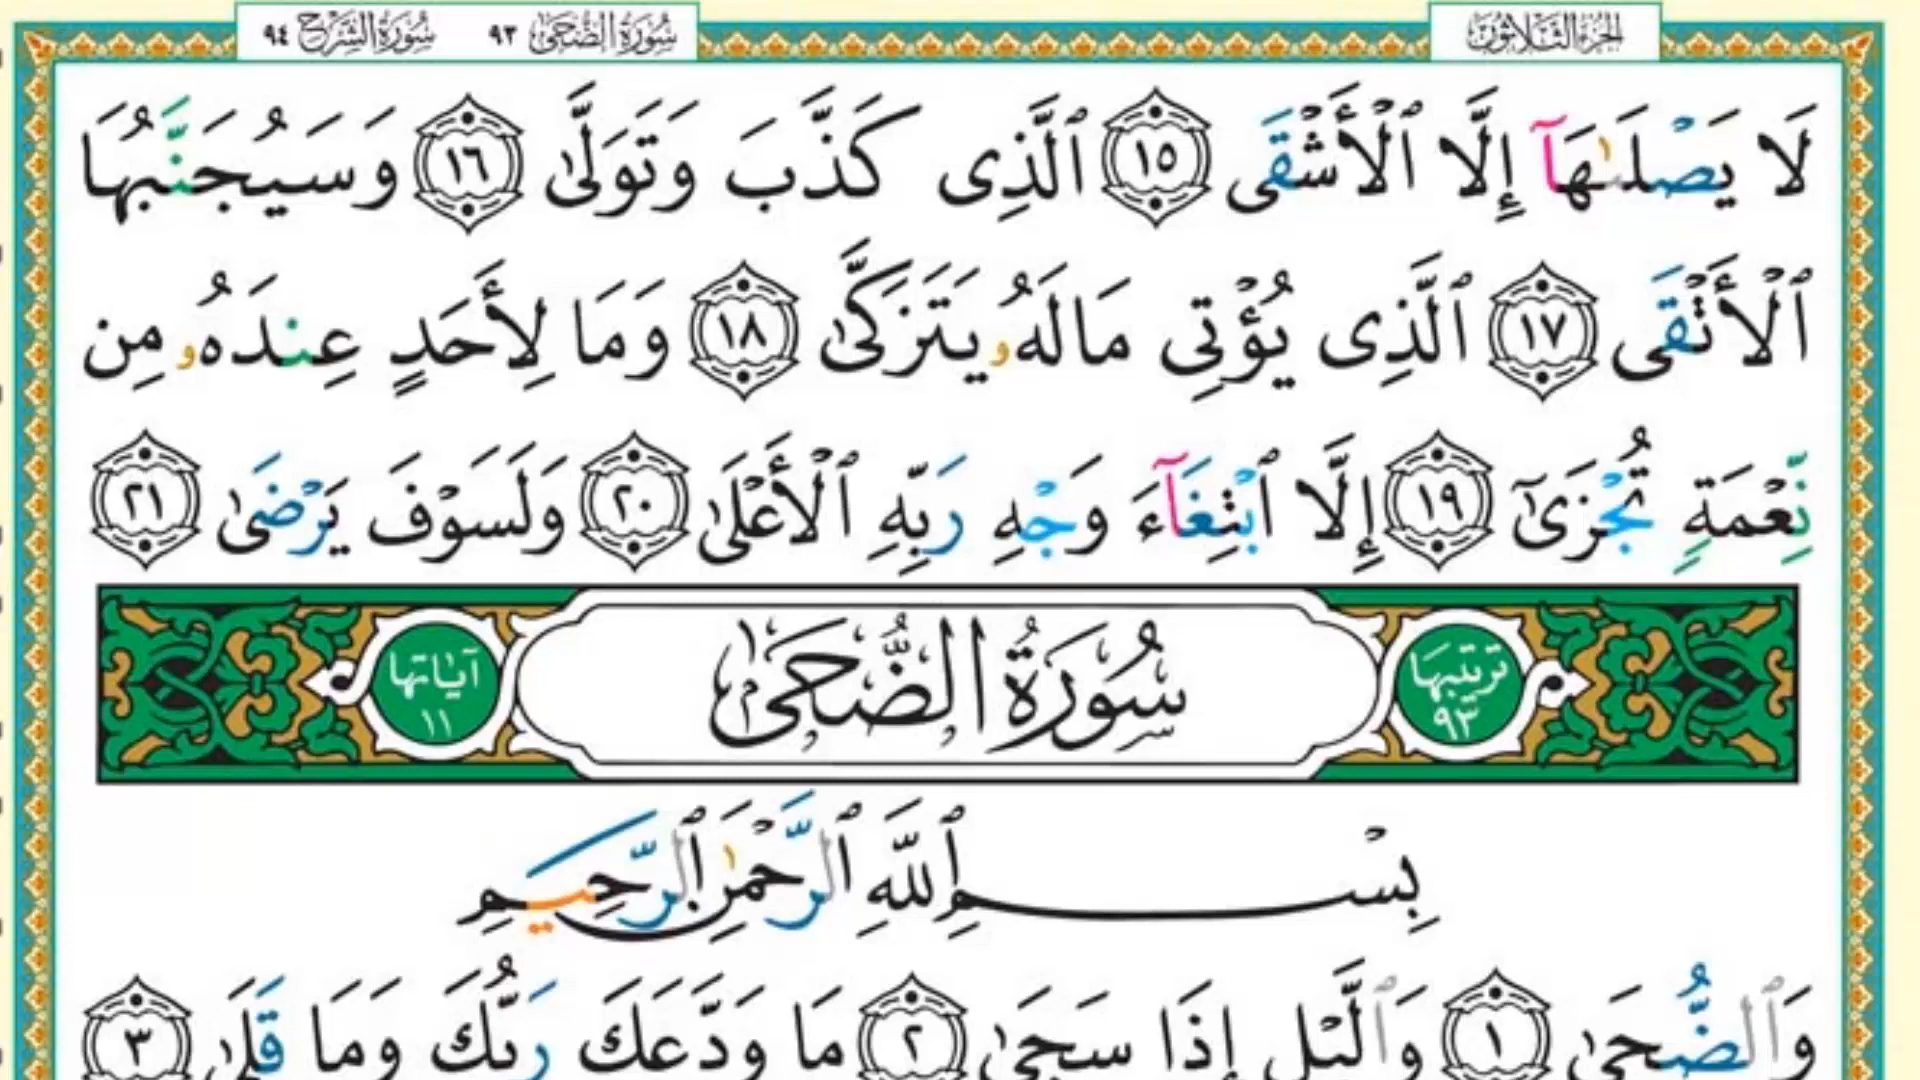 الجزء الثلاثون
سورة الضحى ٩٣ سورة الشرح ٩٤
لَا يَصْلَىٰهَآ إِلَّا ٱلْأَشْقَى ١٥ ٱلَّذِى كَذَّبَ وَتَوَلَّىٰ ١٦ وَسَيُجَنَّبُهَا
ٱلْأَتْقَى ١٧ ٱلَّذِى يُؤْتِى مَالَهُۥ يَتَزَكَّىٰ ١٨ وَمَا لِأَحَدٍ عِندَهُۥ مِن
نِّعْمَةٍ تُجْزَىٰٓ ١٩ إِلَّا ٱبْتِغَآءَ وَجْهِ رَبِّهِ ٱلْأَعْلَىٰ ٢٠ وَلَسَوْفَ يَرْضَىٰ ٢١
ترتيبها ٩٣ سُورَةُ الضُّحَىٰ آياتها ١١
بِسْمِ ٱللَّهِ ٱلرَّحْمَٰنِ ٱلرَّحِيمِ
وَٱلضُّحَىٰ ١ وَٱلَّيْلِ إِذَا سَجَىٰ ٢ مَا وَدَّعَكَ رَبُّكَ وَمَا قَلَىٰ ٣